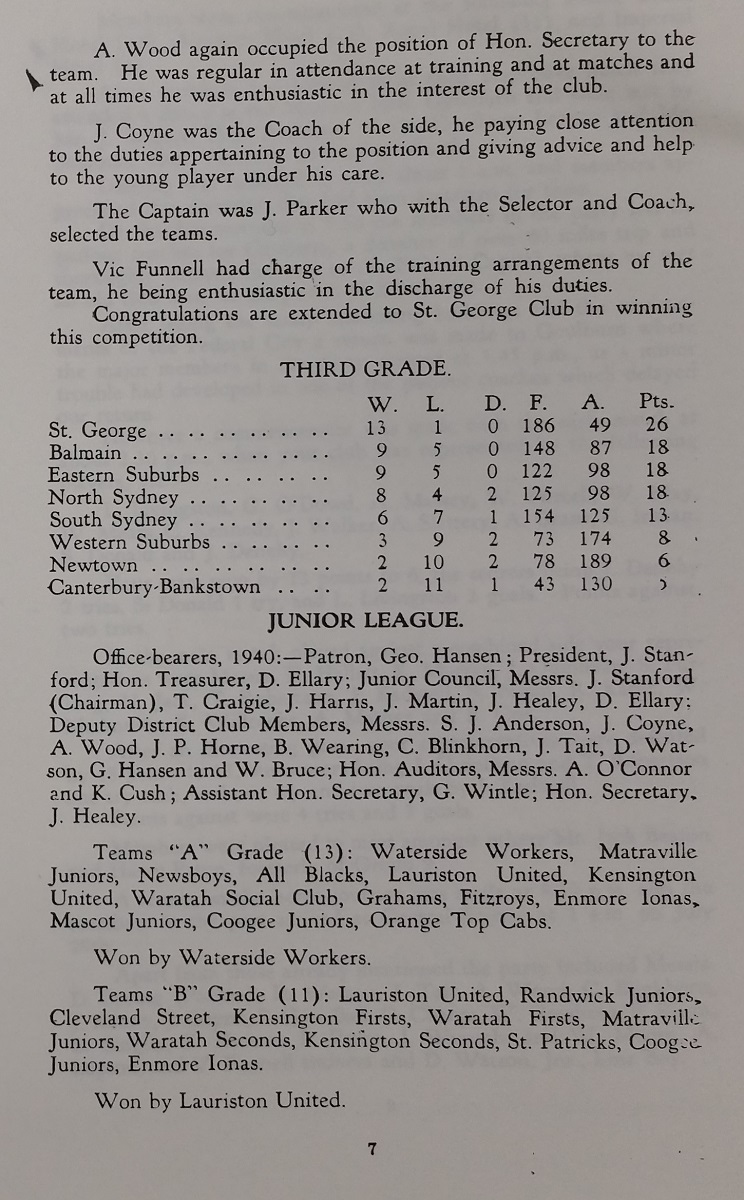 A. Wood again occupied the position of Hon. Secretary to the
team. He was regular in attendance at training and at matches and
at all times he was enthusiastic in the interest of the club.
J. Coyne was the Coach of the side, he paying close attention
to the duties appertaining to the position and giving advice and help
to the young player under his care.
The Captain was J. Parker who with the Selector and Coach,
selected the teams.
Vic Funnell had charge of the training arrangements of the
team, he being enthusiastic in the discharge of his duties.
Congratulations are extended to St. George Club in winning
this competition.
THIRD GRADE.
W. L. D. F. A. Pts.
St. George .. .. .. .. .. .. 13 1 0 186 49 26
Balmain .. .. .. .. .. .. .. 9 5 0 148 87 18
Eastern Suburbs .. .. .. .. 9 5 0 122 98 18
North Sydney .. .. .. .. .. 8 4 2 125 98 18
South Sydney .. .. .. .. .. 6 7 1 154 125 13
Western Suburbs .. .. .. .. 3 9 2 73 174 8
Newtown .. .. .. .. .. .. 2 10 2 78 189 6
Canterbury-Bankstown .. .. 2 11 1 43 130
JUNIOR LEAGUE.
Office-bearers, 1940:—Patron, Geo. Hansen; President, J. Stan-
ford; Hon. Treasurer, D. Ellary; Junior Council, Messrs. J. Stanford
(Chairman), T. Craigie, J. Harris, J. Martin, J. Healey, D. Ellary;
Deputy District Club Members, Messrs. S. J. Anderson, J. Coyne,
A. Wood, J. P. Horne, B. Wearing, C. Blinkhorn, J. Tait, D. Wat-
son, G. Hansen and W. Bruce; Hon. Auditors, Messrs. A. O'Connor
and K. Cush; Assistant Hon. Secretary, G. Wintle; Hon. Secretary,
J. Healey.
Teams "A" Grade (13): Waterside Workers, Matraville
Juniors, Newsboys, All Blacks, Lauriston United, Kensington
United, Waratah Social Club, Grahams, Fitzroys, Enmore Ionas,
Mascot Juniors, Coogee Juniors, Orange Top Cabs.
Won by Waterside Workers.
Teams "B" Grade (11): Lauriston United, Randwick Juniors,
Cleveland Street, Kensington Firsts, Waratah Firsts, Matraville
Juniors, Waratah Seconds, Kensington Seconds, St. Patricks, Coogee
Juniors, Enmore Ionas.
Won by Lauriston United.
7